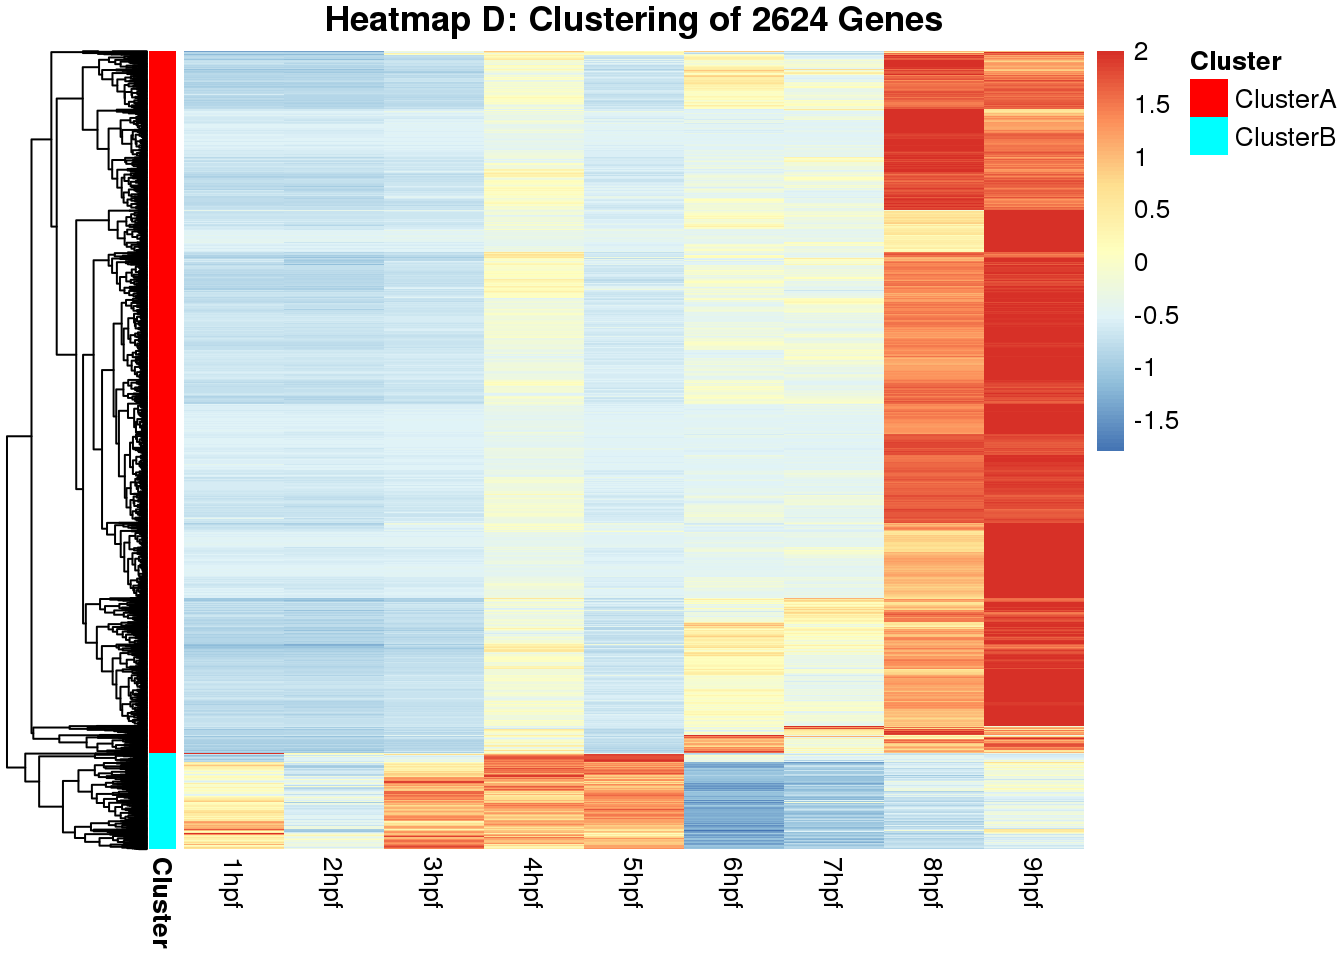 Heatmap D: Clustering of 2624 Genes
2
1.5
1
0.5
0
-0.5
-1
-1.5
Cluster
ClusterA
ClusterB
Cluster
1hpf
2hpf
3hpf
4hpf
5hpf
6hpf
7hpf
8hpf
9hpf